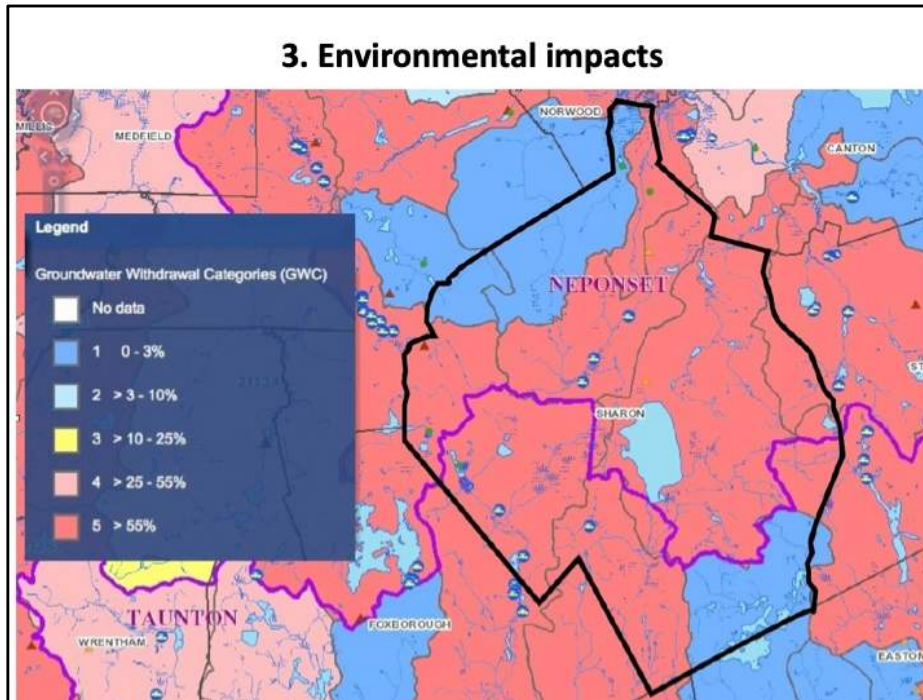 3. Environmental impacts
NORWOOD
MILLIS
MEDFIELD
CANTON
Legend
Groundwater Withdrawal Categories (GWC)
NEPONSET
No data
1 0 - 3%
2 > 3 - 10%
3 > 10 - 25%
4 > 25 - 55%
5 > 55%
SHARON
TAUNTON
FOXBOROUGH
WRENTHAM
EASTON